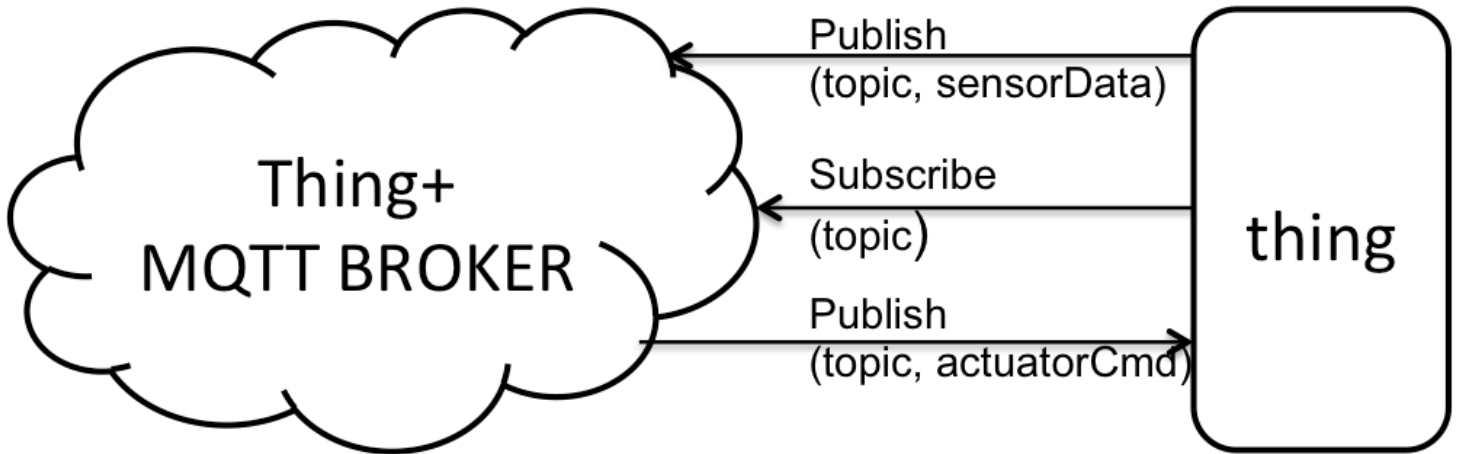 Thing+
MQTT BROKER
Publish
(topic, sensorData)
Subscribe
(topic)
Publish
(topic, actuatorCmd)
thing